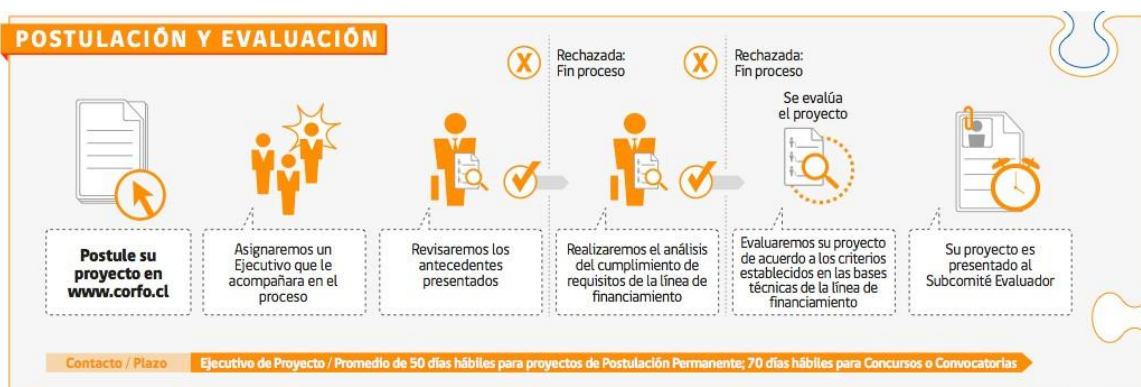 POSTULACIÓN Y EVALUACIÓN
Rechazada:
Fin proceso
Rechazada:
Fin proceso
Se evalúa
el proyecto
Postule su
proyecto en
www.corfo.cl
Asignaremos un
Ejecutivo que le
acompañara en el
proceso
Revisaremos los
antecedentes
presentados
Realizaremos el análisis
del cumplimiento de
requisitos de la línea de
financiamiento
Evaluaremos su proyecto
de acuerdo a los criterios
establecidos en las bases
técnicas de la línea de
financiamiento
Su proyecto es
presentado al
Subcomité Evaluador
Contacto / Plazo
Ejecutivo de Proyecto / Promedio de 50 días hábiles para proyectos de Postulación Permanente; 70 días hábiles para Concursos o Convocatorias